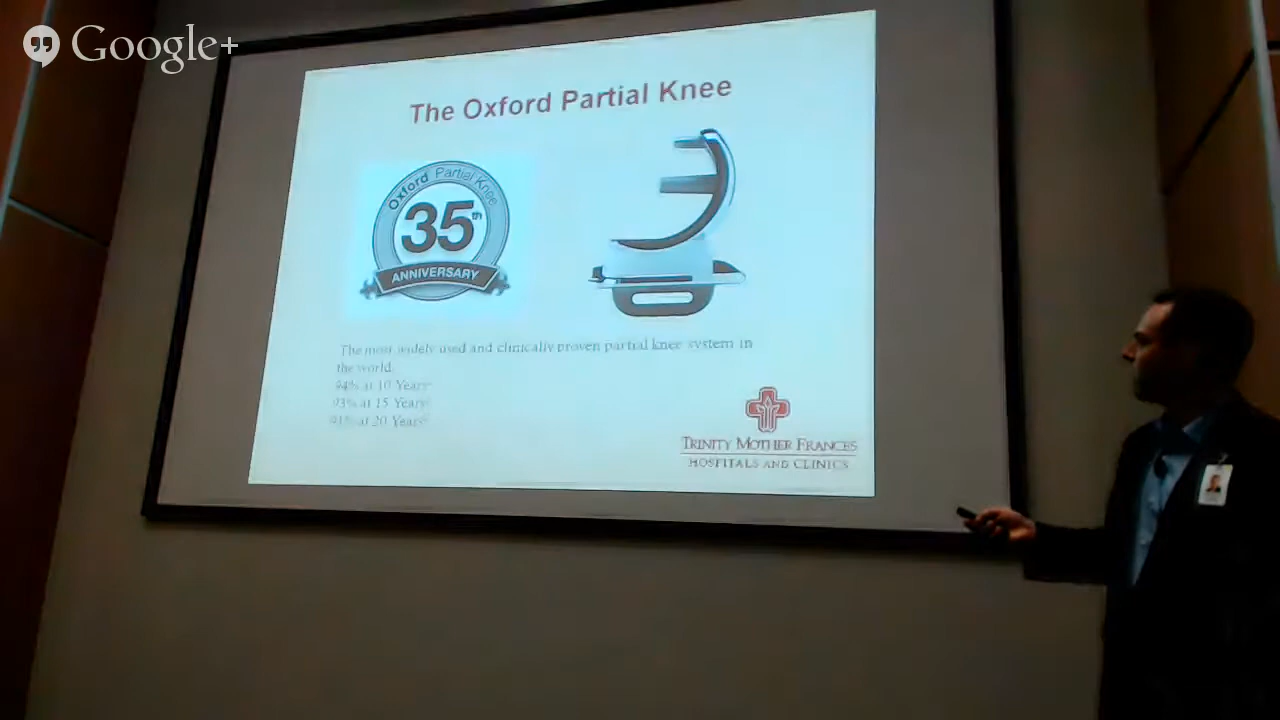 Google+
The Oxford Partial Knee
Oxford Partial Knee
35th
ANNIVERSARY
The most widely used and clinically proven partial knee system in
the world.
94% at 10 Years
93% at 15 Years
91% at 20 Years
TRINITY MOTHER FRANCES
HOSPITALS AND CLINICS